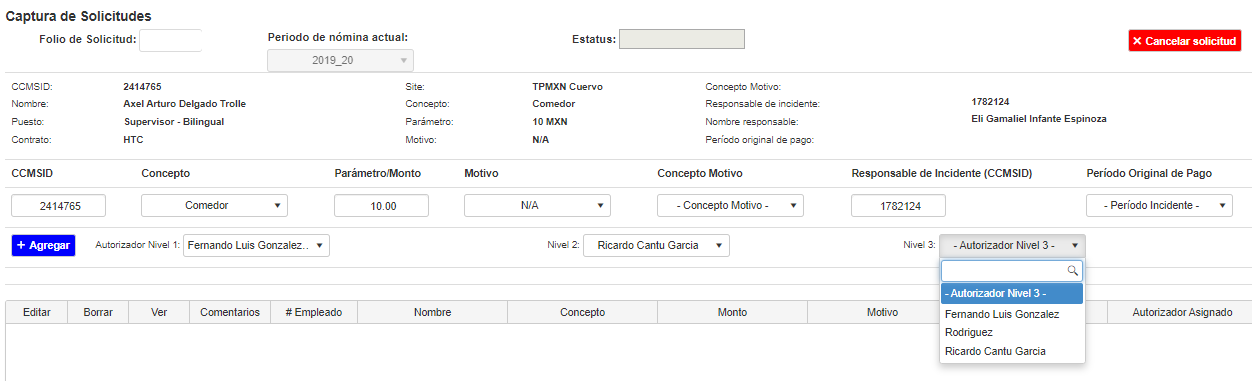 Captura de Solicitudes
Folio de Solicitud:
Periodo de nómina actual:
Estatus:
× Cancelar solicitud
2019_20
CCMSID: 2414765 Site: TPMXN Cuervo Concepto Motivo:
Nombre: Axel Arturo Delgado Trolle Concepto: Comedor Responsable de incidente: 1782124
Puesto: Supervisor - Bilingual Parámetro: 10 MXN Nombre responsable: Eli Gamaliel Infante Espinoza
Contrato: HTC Motivo: N/A Período original de pago:
CCMSID Concepto Parámetro/Monto Motivo Concepto Motivo Responsable de Incidente (CCMSID) Período Original de Pago
2414765 Comedor 10.00 N/A - Concepto Motivo - 1782124 - Período Incidente -
+ Agregar Autorizador Nivel 1: Fernando Luis Gonzalez.. Nivel 2: Ricardo Cantu Garcia Nivel 3: - Autorizador Nivel 3 -
- Autorizador Nivel 3 -
Fernando Luis Gonzalez
Rodriguez
Ricardo Cantu Garcia
Editar Borrar Ver Comentarios # Empleado Nombre Concepto Monto Motivo Autorizador Asignado